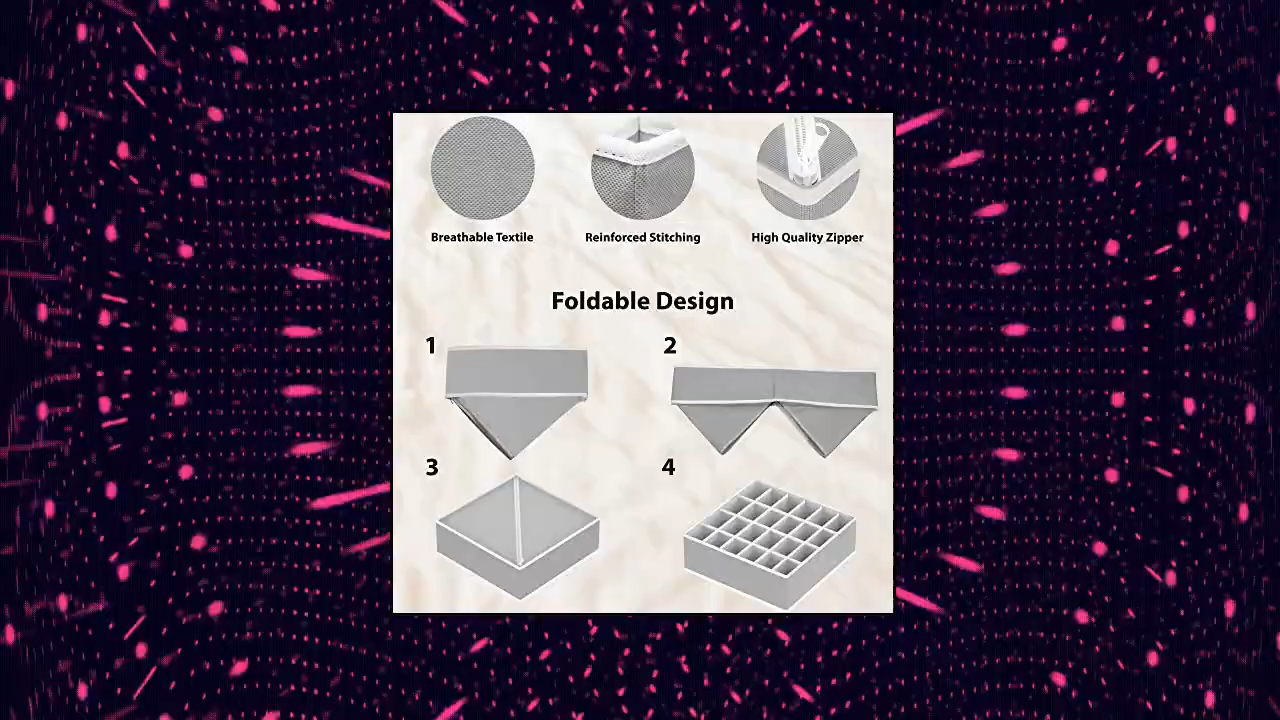 Breathable Textile
Reinforced Stitching
High Quality Zipper
Foldable Design
1
2
3
4